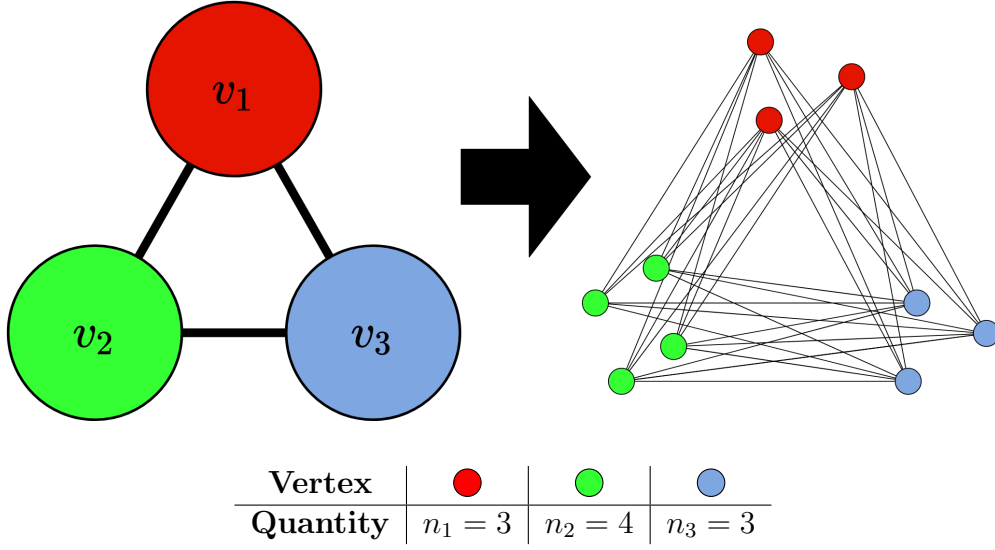 v₁
v₂ v₃
Vertex
Quantity n₁ = 3 n₂ = 4 n₃ = 3